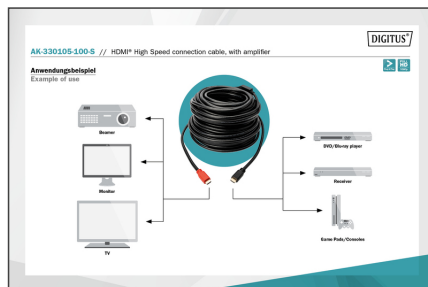 DIGITUS®
AK-330105-100-S // HDMI® High Speed connection cable, with amplifier
Anwendungsbeispiel
Example of use
Beamer
DVD/Blu-ray player
Monitor
Receiver
TV
Game Pads/Consoles